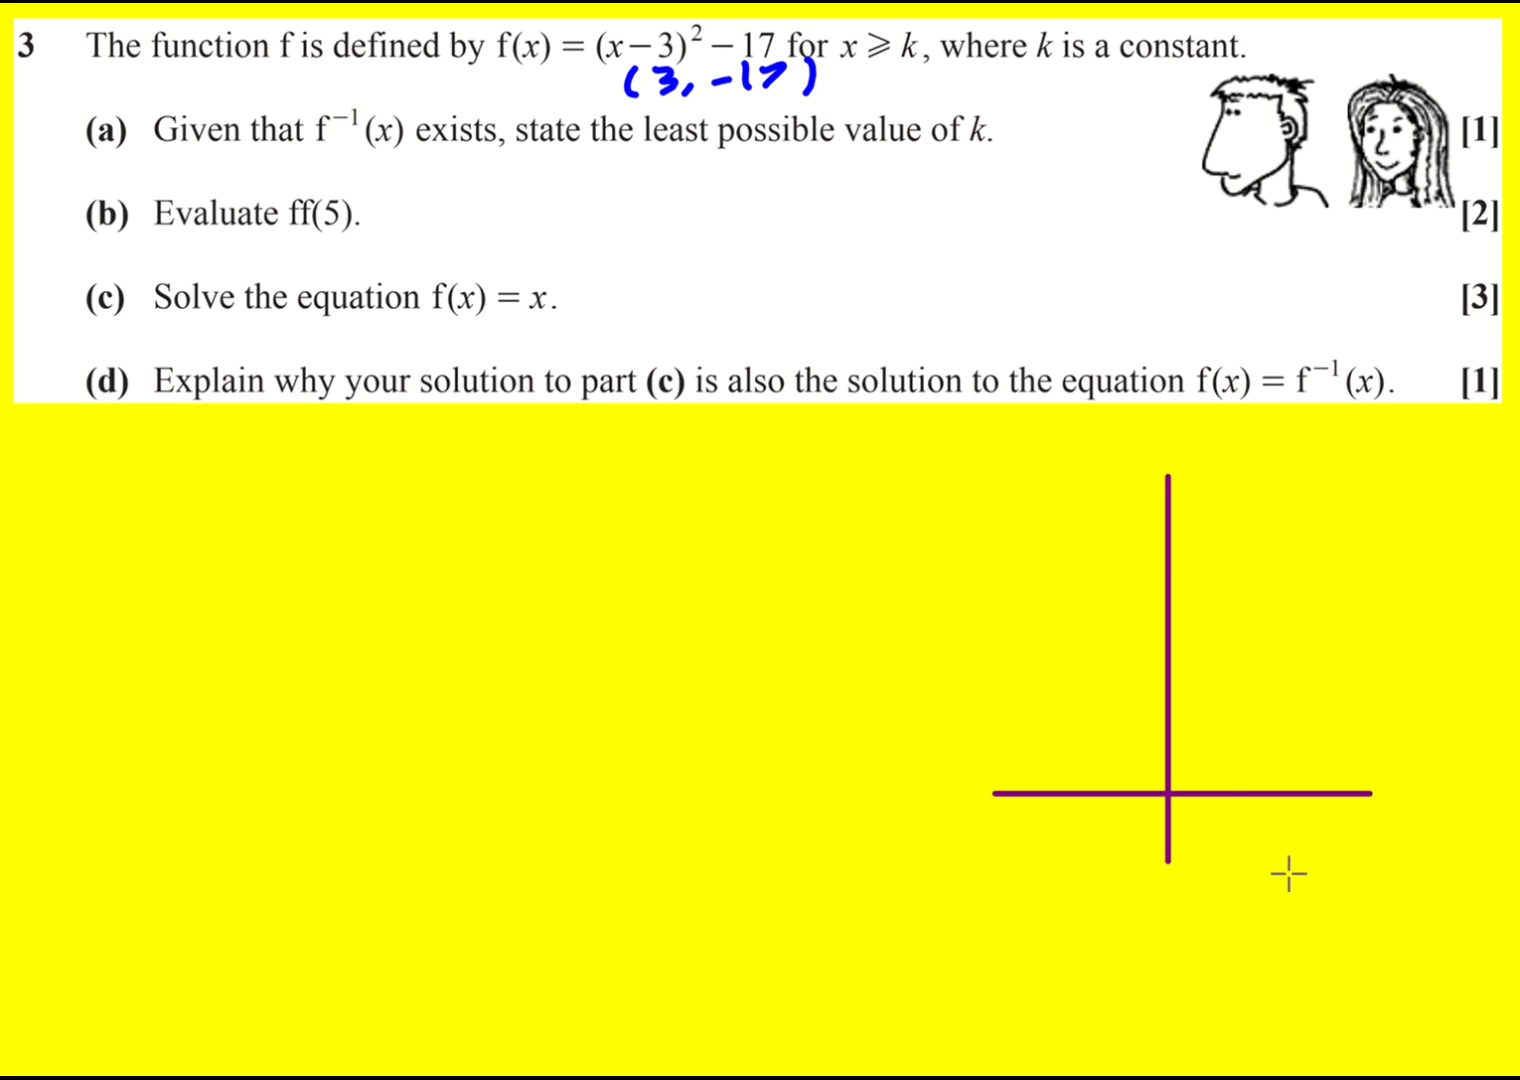 3 The function f is defined by f(x) = (x−3)² − 17 for x ⩾ k, where k is a constant.
(3, -17)
(a) Given that f⁻¹(x) exists, state the least possible value of k. [1]
(b) Evaluate ff(5). [2]
(c) Solve the equation f(x) = x. [3]
(d) Explain why your solution to part (c) is also the solution to the equation f(x) = f⁻¹(x). [1]